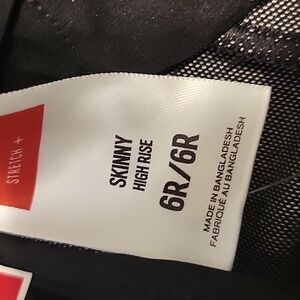 STRETCH +
SKINNY
HIGH RISE
6R/6R
MADE IN BANGLADESH
FABRIQUÉ AU BANGLADESH